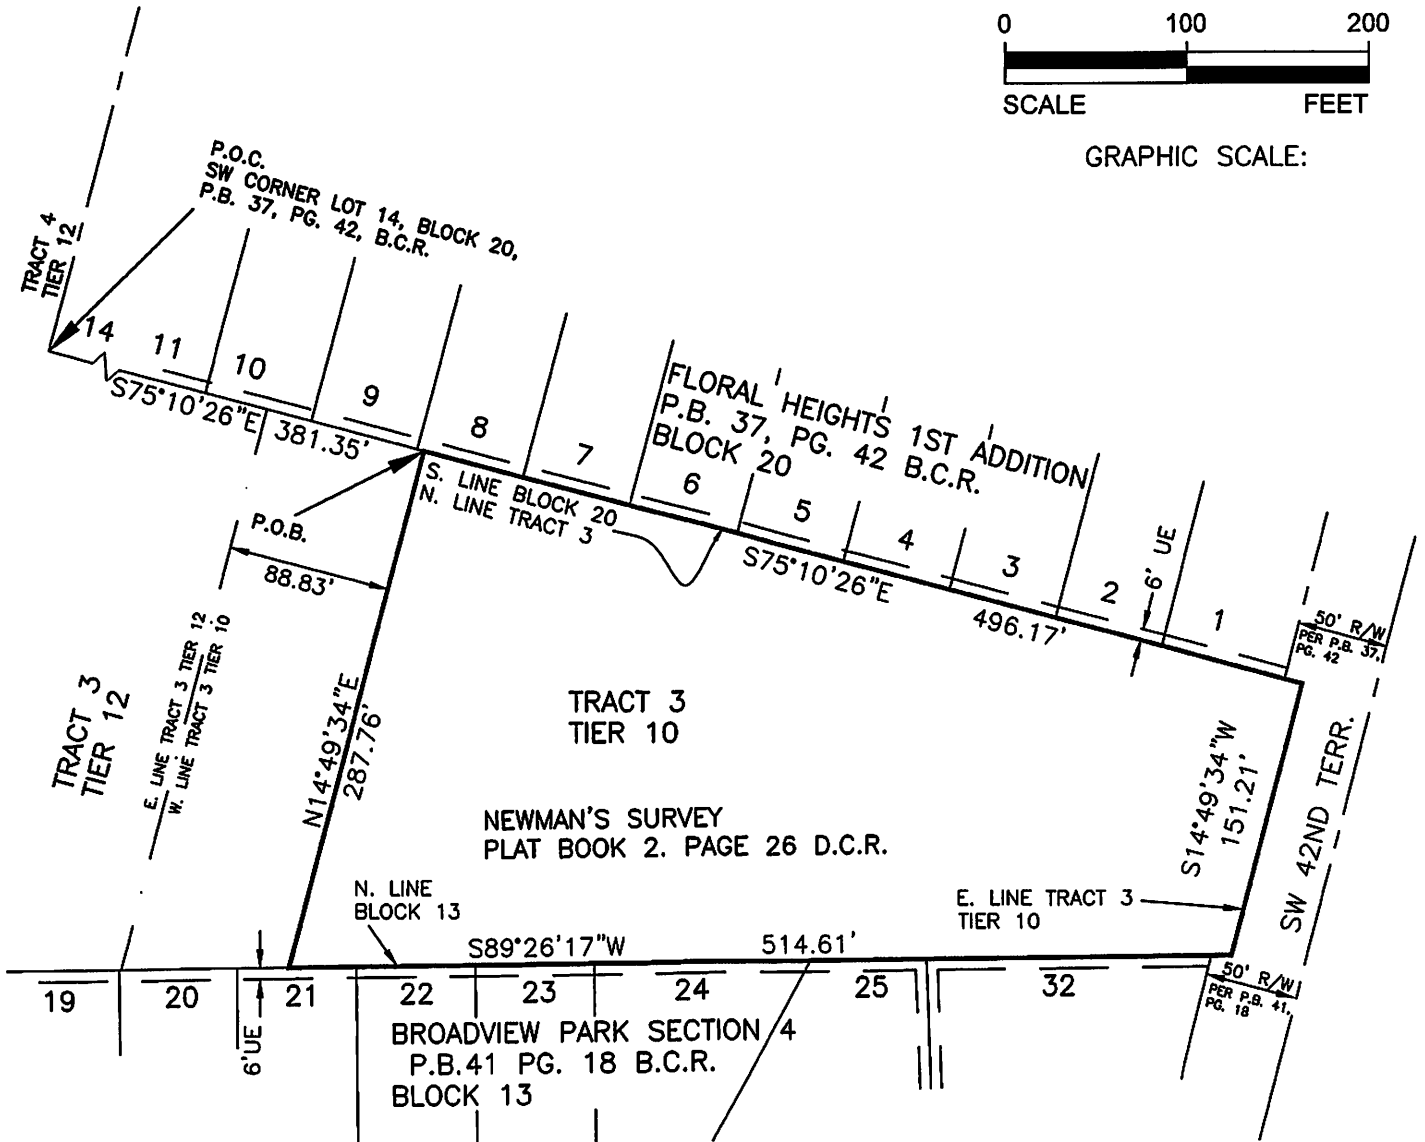 0 100 200
SCALE FEET
GRAPHIC SCALE:
P.O.C.
SW CORNER LOT 14, BLOCK 20,
P.B. 37, PG. 42, B.C.R.
TRACT 4
TIER 12
14
11
10
9
8
7
6
5
4
3
2
1
S75°10'26"E
381.35'
FLORAL HEIGHTS 1ST ADDITION
P.B. 37, PG. 42 B.C.R.
BLOCK 20
S. LINE BLOCK 20
N. LINE TRACT 3
P.O.B.
88.83'
S75°10'26"E
496.17'
6' UE
50' R/W
PER P.B. 37,
PG. 42
TRACT 3
TIER 12
E. LINE TRACT 3 TIER 12
W. LINE TRACT 3 TIER 10
N14°49'34"E
287.76'
TRACT 3
TIER 10
NEWMAN'S SURVEY
PLAT BOOK 2. PAGE 26 D.C.R.
S14°49'34"W
151.21'
SW 42ND TERR.
N. LINE
BLOCK 13
E. LINE TRACT 3
TIER 10
S89°26'17"W
514.61'
19
20
21
22
23
24
25
32
50' R/W
PER P.B. 41,
PG. 18
6'UE
BROADVIEW PARK SECTION 4
P.B.41 PG. 18 B.C.R.
BLOCK 13